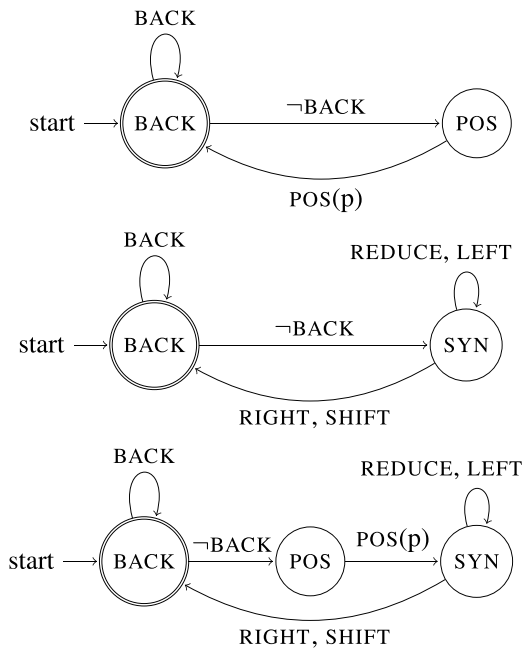 BACK
start BACK ¬BACK POS
POS(p)
BACK REDUCE, LEFT
start BACK ¬BACK SYN
RIGHT, SHIFT
BACK REDUCE, LEFT
start BACK ¬BACK POS POS(p) SYN
RIGHT, SHIFT